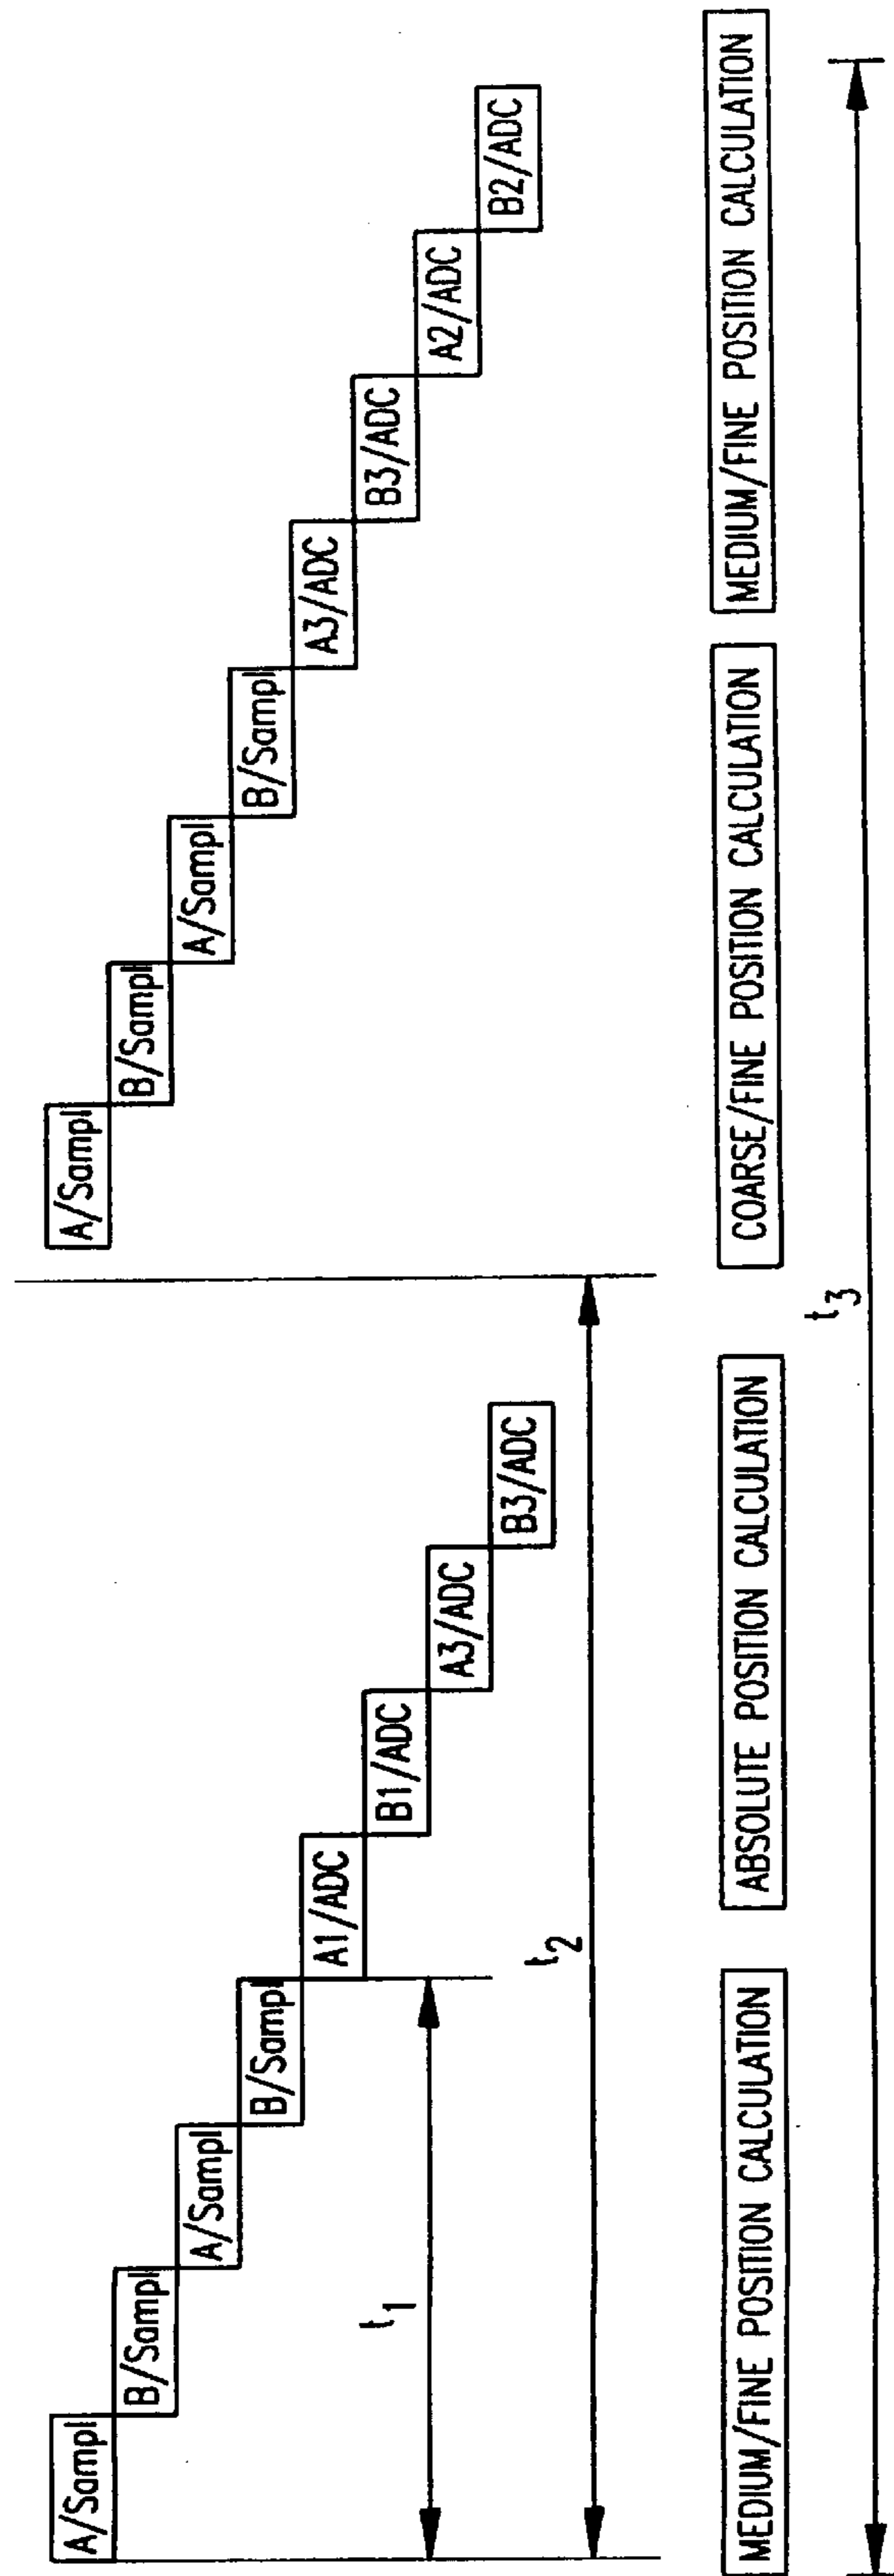 A/Sampl
B/Sampl
A/Sampl
B/Sampl
A1/ADC
B1/ADC
A3/ADC
B3/ADC
t1
t2
A/Sampl
B/Sampl
A/Sampl
B/Sampl
A3/ADC
B3/ADC
A2/ADC
B2/ADC
MEDIUM/FINE POSITION CALCULATION
ABSOLUTE POSITION CALCULATION
COARSE/FINE POSITION CALCULATION
MEDIUM/FINE POSITION CALCULATION
t3